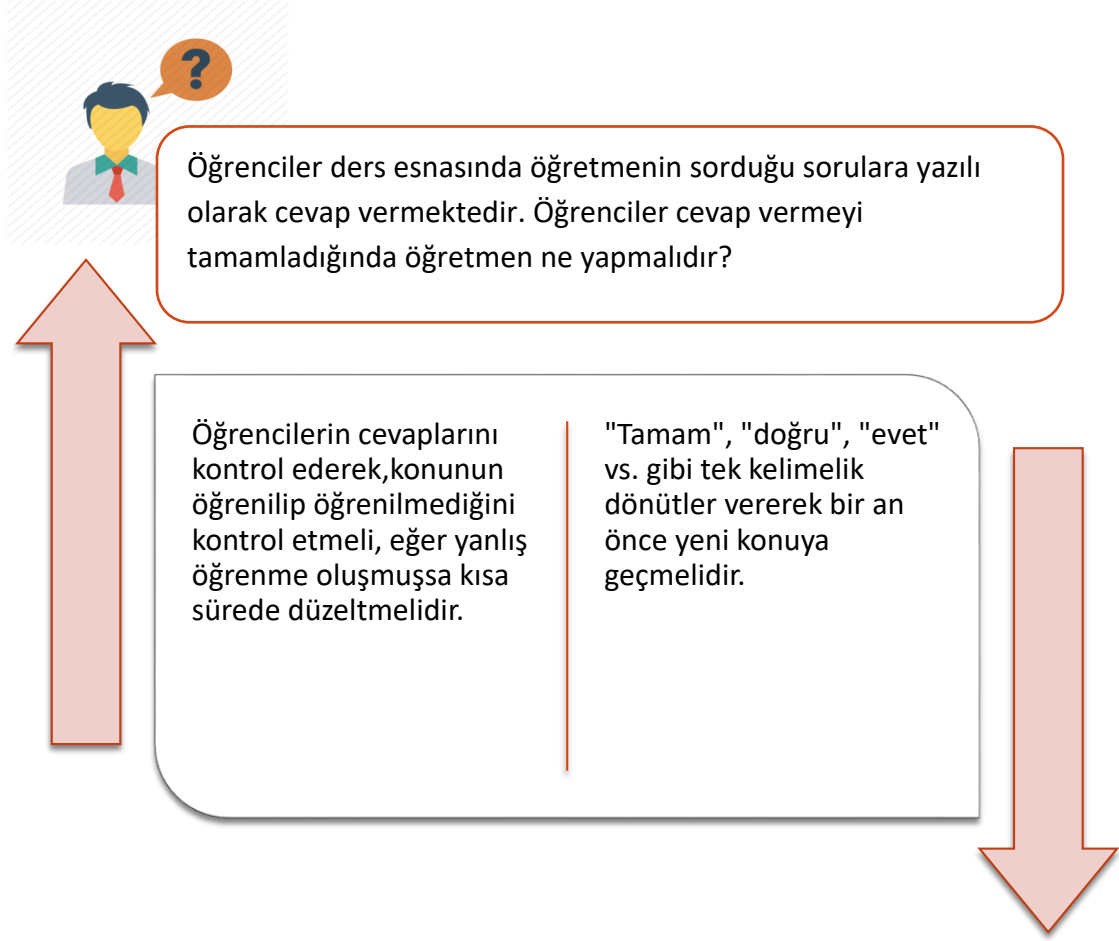 ?
Öğrenciler ders esnasında öğretmenin sorduğu sorulara yazılı
olarak cevap vermektedir. Öğrenciler cevap vermeyi
tamamladığında öğretmen ne yapmalıdır?
Öğrencilerin cevaplarını
kontrol ederek,konunun
öğrenilip öğrenilmediğini
kontrol etmeli, eğer yanlış
öğrenme oluşmuşsa kısa
sürede düzeltmelidir.
"Tamam", "doğru", "evet"
vs. gibi tek kelimelik
dönütler vererek bir an
önce yeni konuya
geçmelidir.